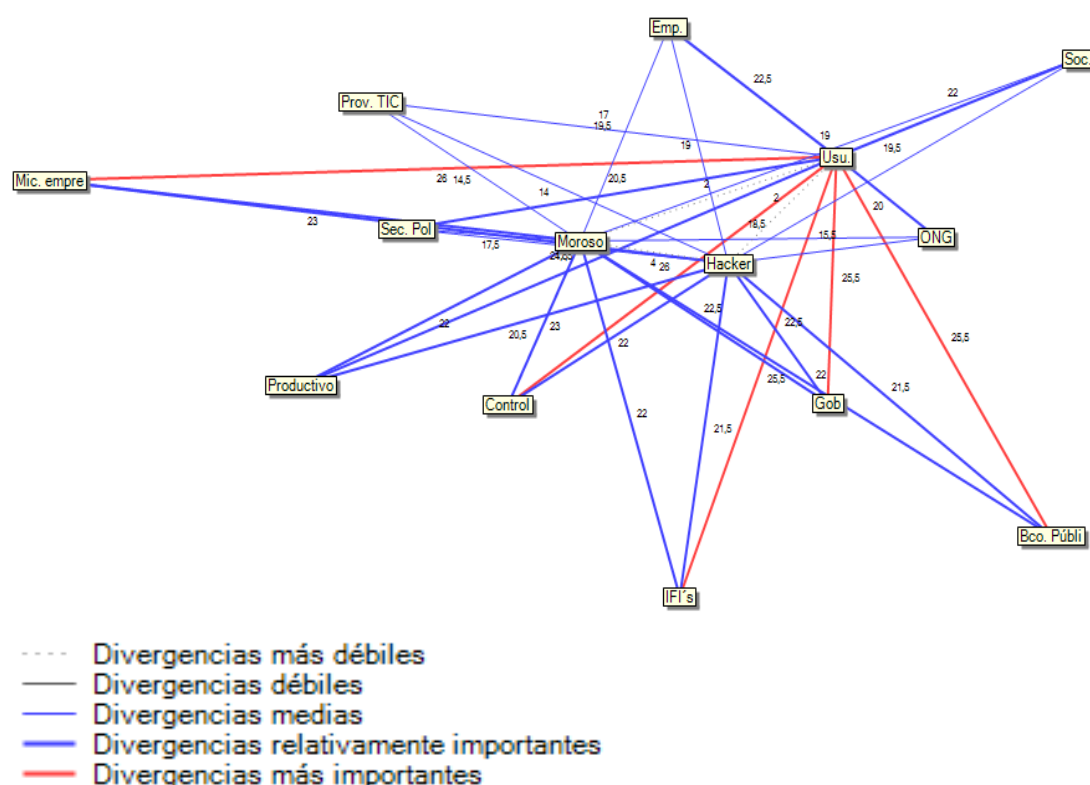 Emp.
Soc.
22,5
22
Prov. TIC
17
19,5
19
19
19,5
Usu.
Mic. empre
26
14,5
20,5
2
14
2
20
23
Sec. Pol
18,5
15,5
ONG
17,5
Moroso
4
26
Hacker
25,5
22
20,5
23
22
22,5
22,5
25,5
Productivo
22
25,5
21,5
Control
22
Gob
21,5
Bco. Públi
IFI´s
Divergencias más débiles
Divergencias débiles
Divergencias medias
Divergencias relativamente importantes
Divergencias más importantes